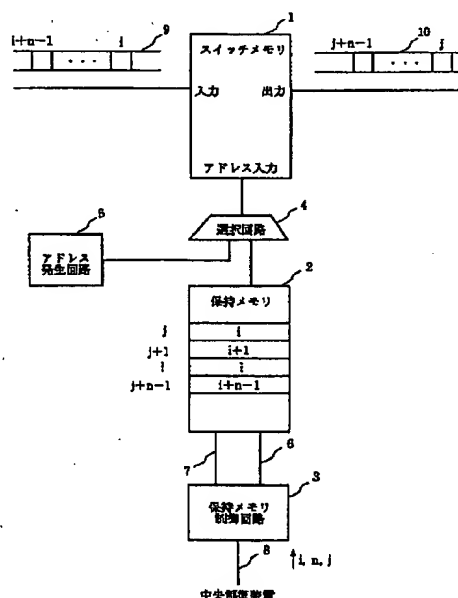 1
i+n−1 i 9
スイッチメモリ
j+n−1 10 j
入力 出力
アドレス入力
4
5
選択回路
アドレス
発生回路
2
保持メモリ
j i
j+1 i+1
j+n−1 i+n−1
7 6
3
保持メモリ
制御回路
8 i, n, j
中央制御装置